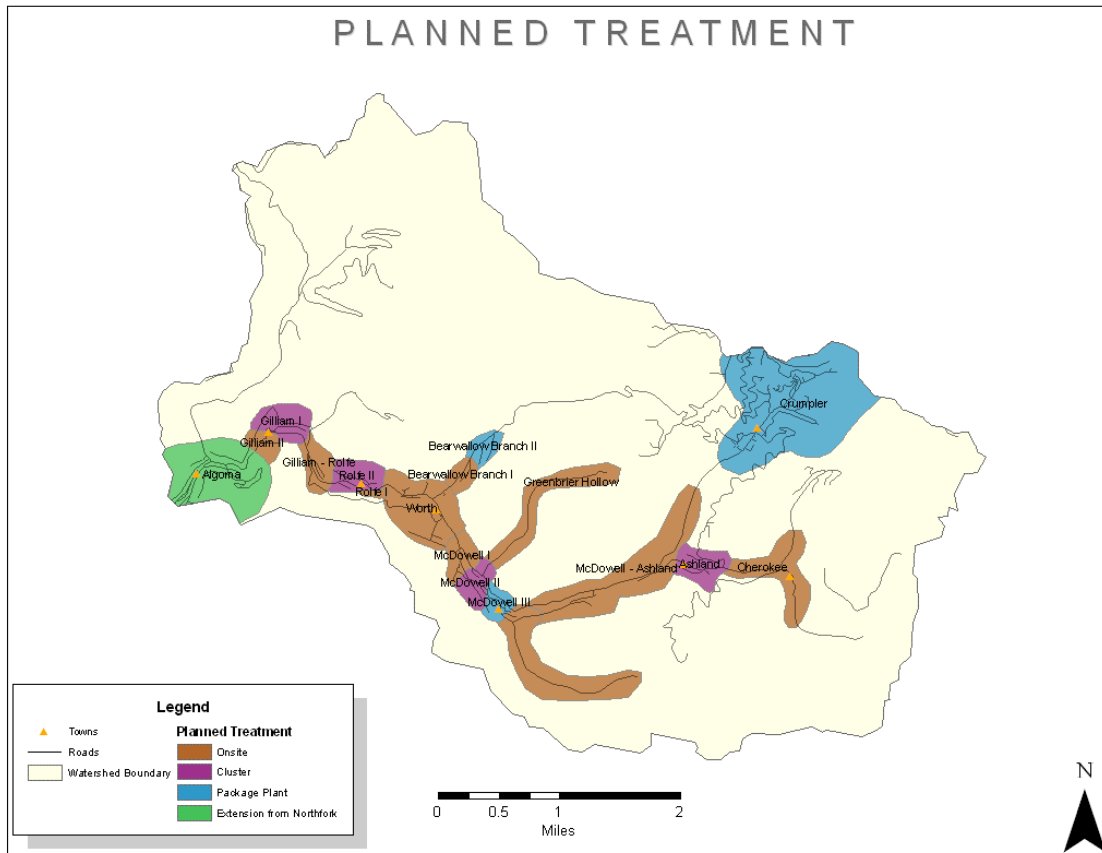 PLANNED TREATMENT
Crumpler
Gilliam I
Gilliam II
Bearwallow Branch II
Gilliam - Rolfe
Algoma
Rolfe II
Bearwallow Branch I
Greenbrier Hollow
Rolfe I
Worth
McDowell I
McDowell - Ashland
Ashland
Cherokee
McDowell II
McDowell III
Legend
Towns
Roads
Watershed Boundary
Planned Treatment
Onsite
Cluster
Package Plant
Extension from Northfork
0 0.5 1 2
Miles
N